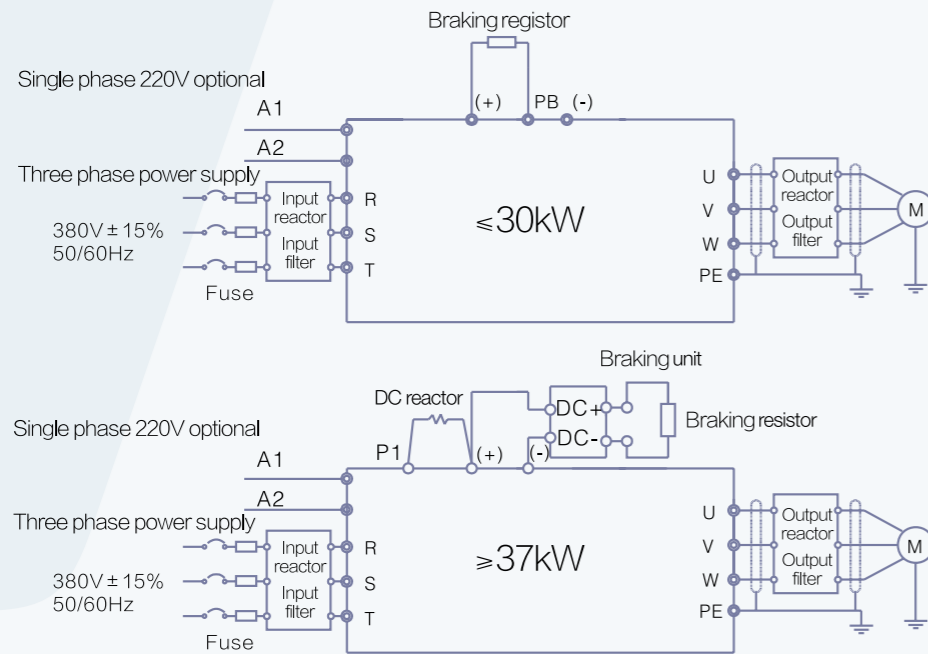 Braking registor
Single phase 220V optional
(+) PB (-)
A1
A2
Three phase power supply
R
Input
reactor
Input
filter
S
T
380V ± 15%
50/60Hz
Fuse
≤30kW
U
V
W
PE
Output
reactor
Output
filter
M
Braking unit
DC reactor
DC+
DC-
Braking resistor
Single phase 220V optional
P1 (+) (-)
A1
A2
Three phase power supply
R
Input
reactor
Input
filter
S
T
380V ± 15%
50/60Hz
Fuse
≥37kW
U
V
W
PE
Output
reactor
Output
filter
M